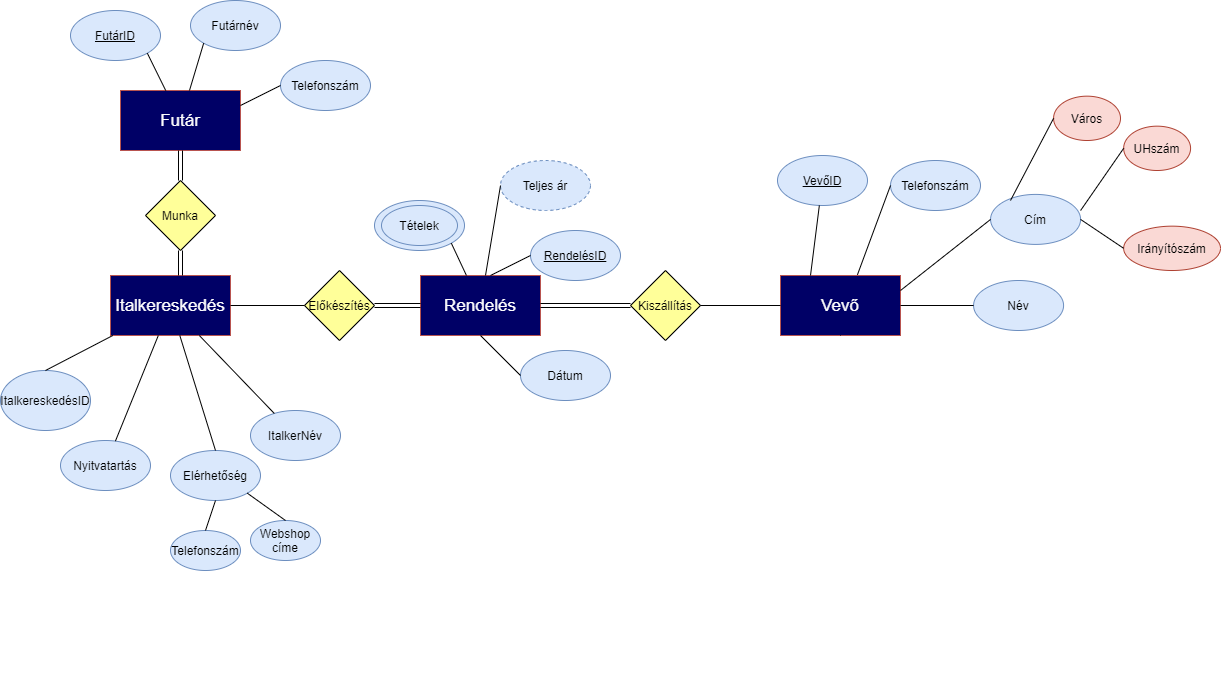 FutárID
Futárnév
Telefonszám
Futár
Munka
Város
UHszám
Teljes ár
VevőID
Telefonszám
Tételek
Cím
RendelésID
Irányítószám
Italkereskedés
Előkészítés
Rendelés
Kiszállítás
Vevő
Név
Dátum
ItalkereskedésID
ItalkerNév
Nyitvatartás
Elérhetőség
Telefonszám
Webshop
címe